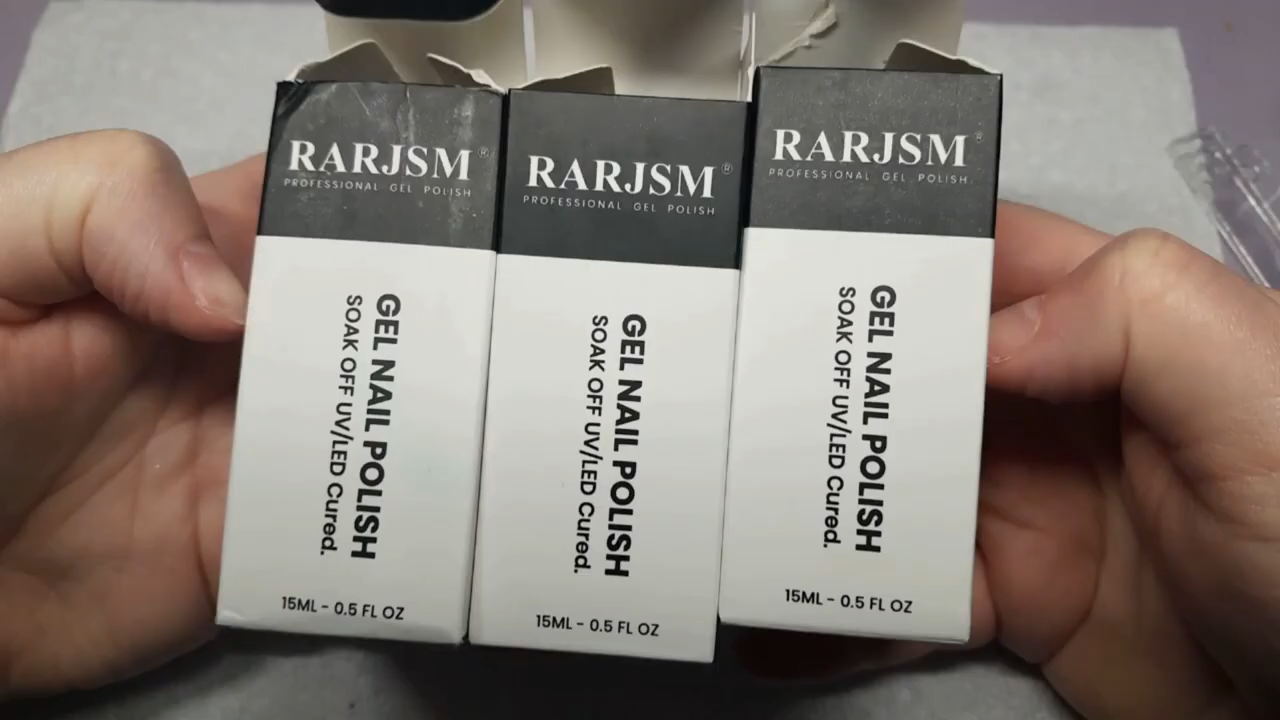 RARJSM®
PROFESSIONAL GEL POLISH
GEL NAIL POLISH
SOAK OFF UV/LED Cured.
15ML - 0.5 FL OZ
RARJSM®
PROFESSIONAL GEL POLISH
GEL NAIL POLISH
SOAK OFF UV/LED Cured.
15ML - 0.5 FL OZ
RARJSM®
PROFESSIONAL GEL POLISH
GEL NAIL POLISH
SOAK OFF UV/LED Cured.
15ML - 0.5 FL OZ